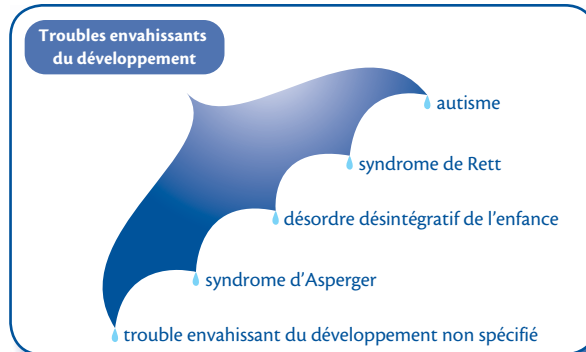 Troubles envahissants
du développement
autisme
syndrome de Rett
désordre désintégratif de l’enfance
syndrome d’Asperger
trouble envahissant du développement non spécifié